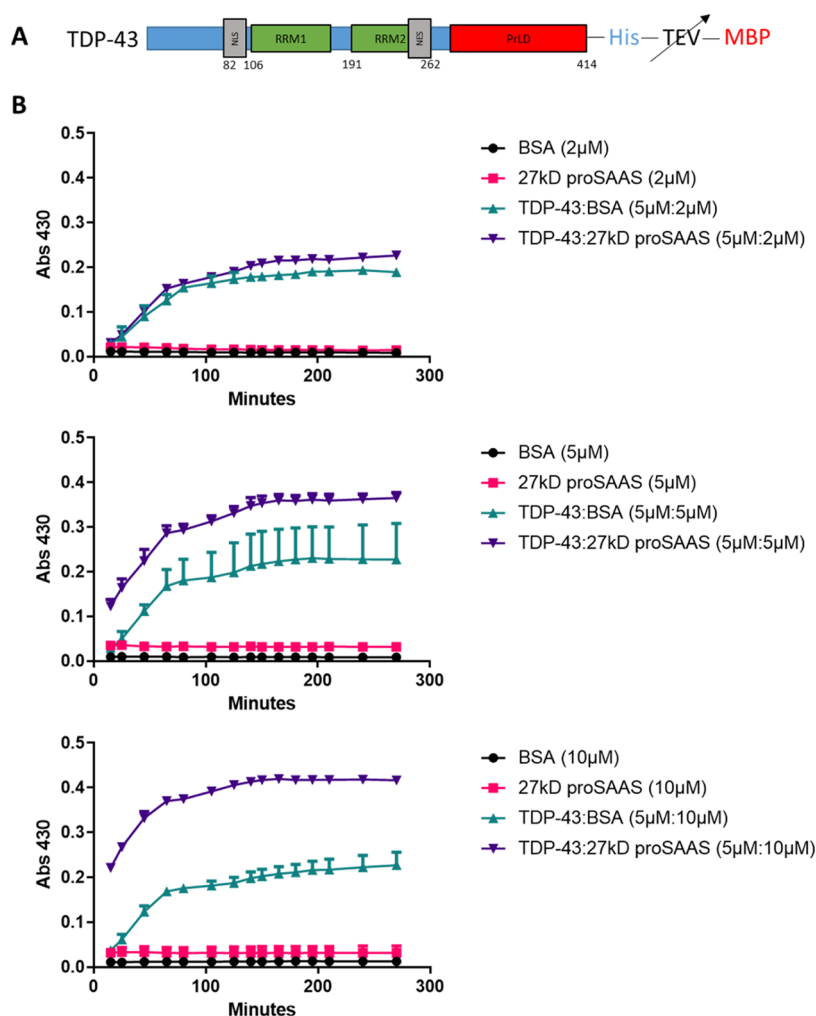 A
TDP-43 NLS RRM1 RRM2 NES PrLD His TEV MBP
82 106 191 262 414
B
0.5
0.4
0.3
0.2
0.1
0.0
Abs 430
0 100 200 300
Minutes
BSA (2µM)
27kD proSAAS (2µM)
TDP-43:BSA (5µM:2µM)
TDP-43:27kD proSAAS (5µM:2µM)
0.5
0.4
0.3
0.2
0.1
0.0
Abs 430
0 100 200 300
Minutes
BSA (5µM)
27kD proSAAS (5µM)
TDP-43:BSA (5µM:5µM)
TDP-43:27kD proSAAS (5µM:5µM)
0.5
0.4
0.3
0.2
0.1
0.0
Abs 430
0 100 200 300
Minutes
BSA (10µM)
27kD proSAAS (10µM)
TDP-43:BSA (5µM:10µM)
TDP-43:27kD proSAAS (5µM:10µM)